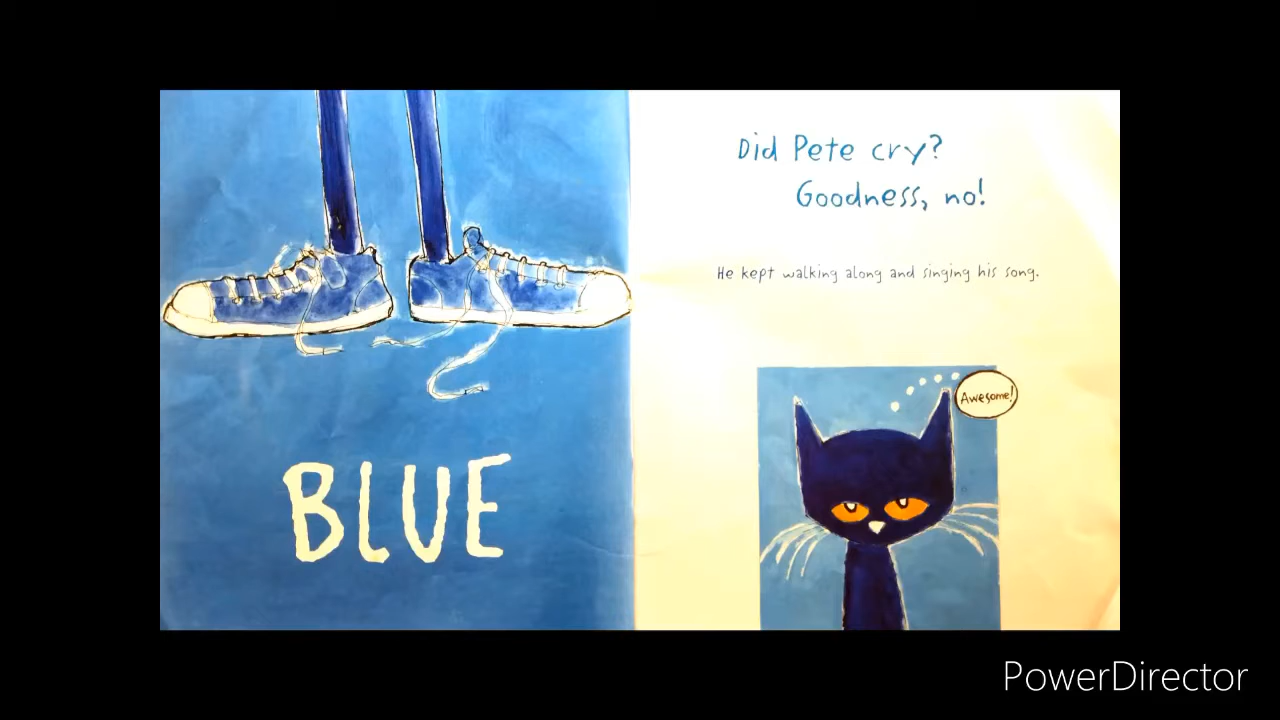 BLUE
Did Pete cry?
Goodness, no!
He kept walking along and singing his song.
Awesome!
PowerDirector